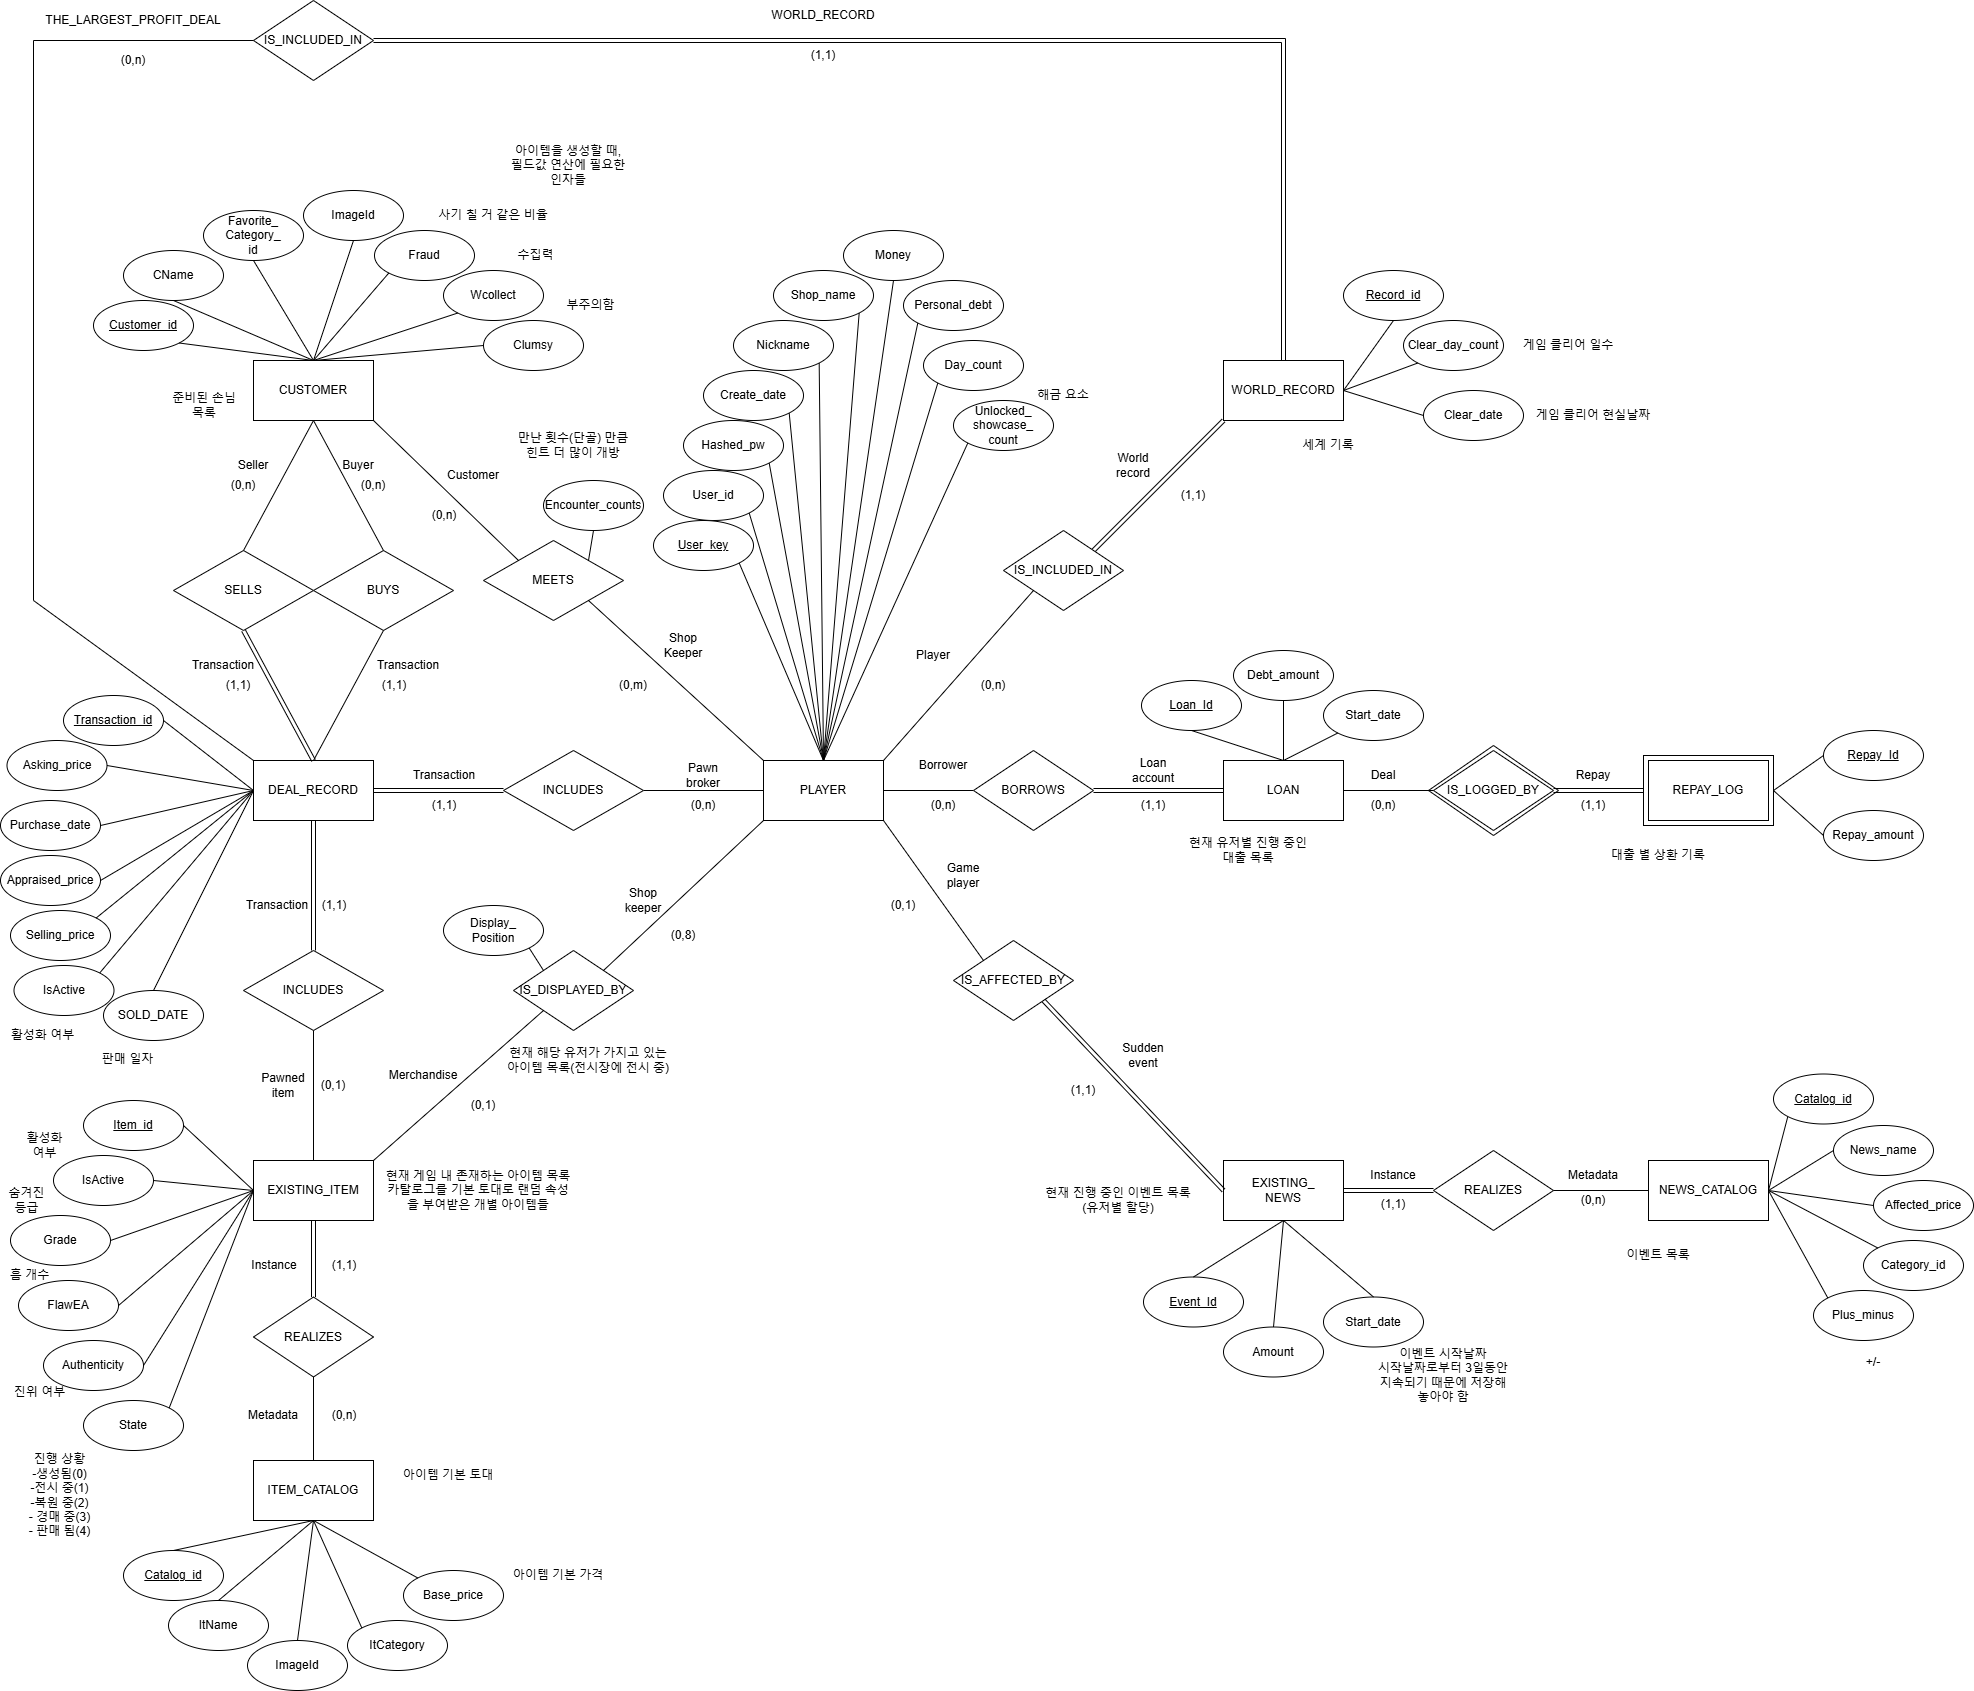 THE_LARGEST_PROFIT_DEAL
IS_INCLUDED_IN
WORLD_RECORD
(0,n)
(1,1)
아이템을 생성할 때,
필드값 연산에 필요한
인자들
ImageId
사기 칠 거 같은 비율
Favorite_
Category_
id
Fraud
수집력
CName
Wcollect
부주의함
Customer_id
Clumsy
CUSTOMER
준비된 손님
목록
Money
Shop_name
Personal_debt
Nickname
Day_count
Create_date
해금 요소
Unlocked_
showcase_
count
Hashed_pw
User_id
User_key
Record_id
Clear_day_count
게임 클리어 일수
WORLD_RECORD
Clear_date
게임 클리어 현실날짜
세계 기록
만난 횟수(단골) 만큼
힌트 더 많이 개방
Seller
(0,n)
Buyer
(0,n)
Customer
(0,n)
Encounter_counts
World
record
(1,1)
SELLS
BUYS
MEETS
IS_INCLUDED_IN
Transaction
(1,1)
Transaction
(1,1)
Shop
Keeper
(0,m)
Player
(0,n)
Debt_amount
Loan_Id
Start_date
Transaction_id
Asking_price
Purchase_date
Appraised_price
Selling_price
IsActive
활성화 여부
SOLD_DATE
판매 일자
DEAL_RECORD
Transaction
(1,1)
INCLUDES
Pawn
broker
(0,n)
PLAYER
Borrower
(0,n)
BORROWS
Loan
account
(1,1)
LOAN
현재 유저별 진행 중인
대출 목록
Deal
(0,n)
IS_LOGGED_BY
Repay
(1,1)
REPAY_LOG
대출 별 상환 기록
Repay_Id
Repay_amount
Transaction
(1,1)
INCLUDES
Pawned
item
(0,1)
Shop
keeper
(0,8)
Display_
Position
IS_DISPLAYED_BY
현재 해당 유저가 가지고 있는
아이템 목록(전시장에 전시 중)
Merchandise
(0,1)
Game
player
(0,1)
IS_AFFECTED_BY
Sudden
event
(1,1)
Item_id
활성화
여부
IsActive
숨겨진
등급
Grade
흠 개수
FlawEA
Authenticity
진위 여부
State
진행 상황
-생성됨(0)
-전시 중(1)
-복원 중(2)
- 경매 중(3)
- 판매 됨(4)
EXISTING_ITEM
현재 게임 내 존재하는 아이템 목록
카탈로그를 기본 토대로 랜덤 속성
을 부여받은 개별 아이템들
Instance
(1,1)
REALIZES
Metadata
(0,n)
ITEM_CATALOG
아이템 기본 토대
Catalog_id
ItName
ImageId
ItCategory
Base_price
아이템 기본 가격
현재 진행 중인 이벤트 목록
(유저별 할당)
EXISTING_
NEWS
Instance
(1,1)
REALIZES
Metadata
(0,n)
NEWS_CATALOG
이벤트 목록
Event_Id
Amount
Start_date
이벤트 시작날짜
시작날짜로부터 3일동안
지속되기 때문에 저장해
놓아야 함
Catalog_id
News_name
Affected_price
Category_id
Plus_minus
+/-